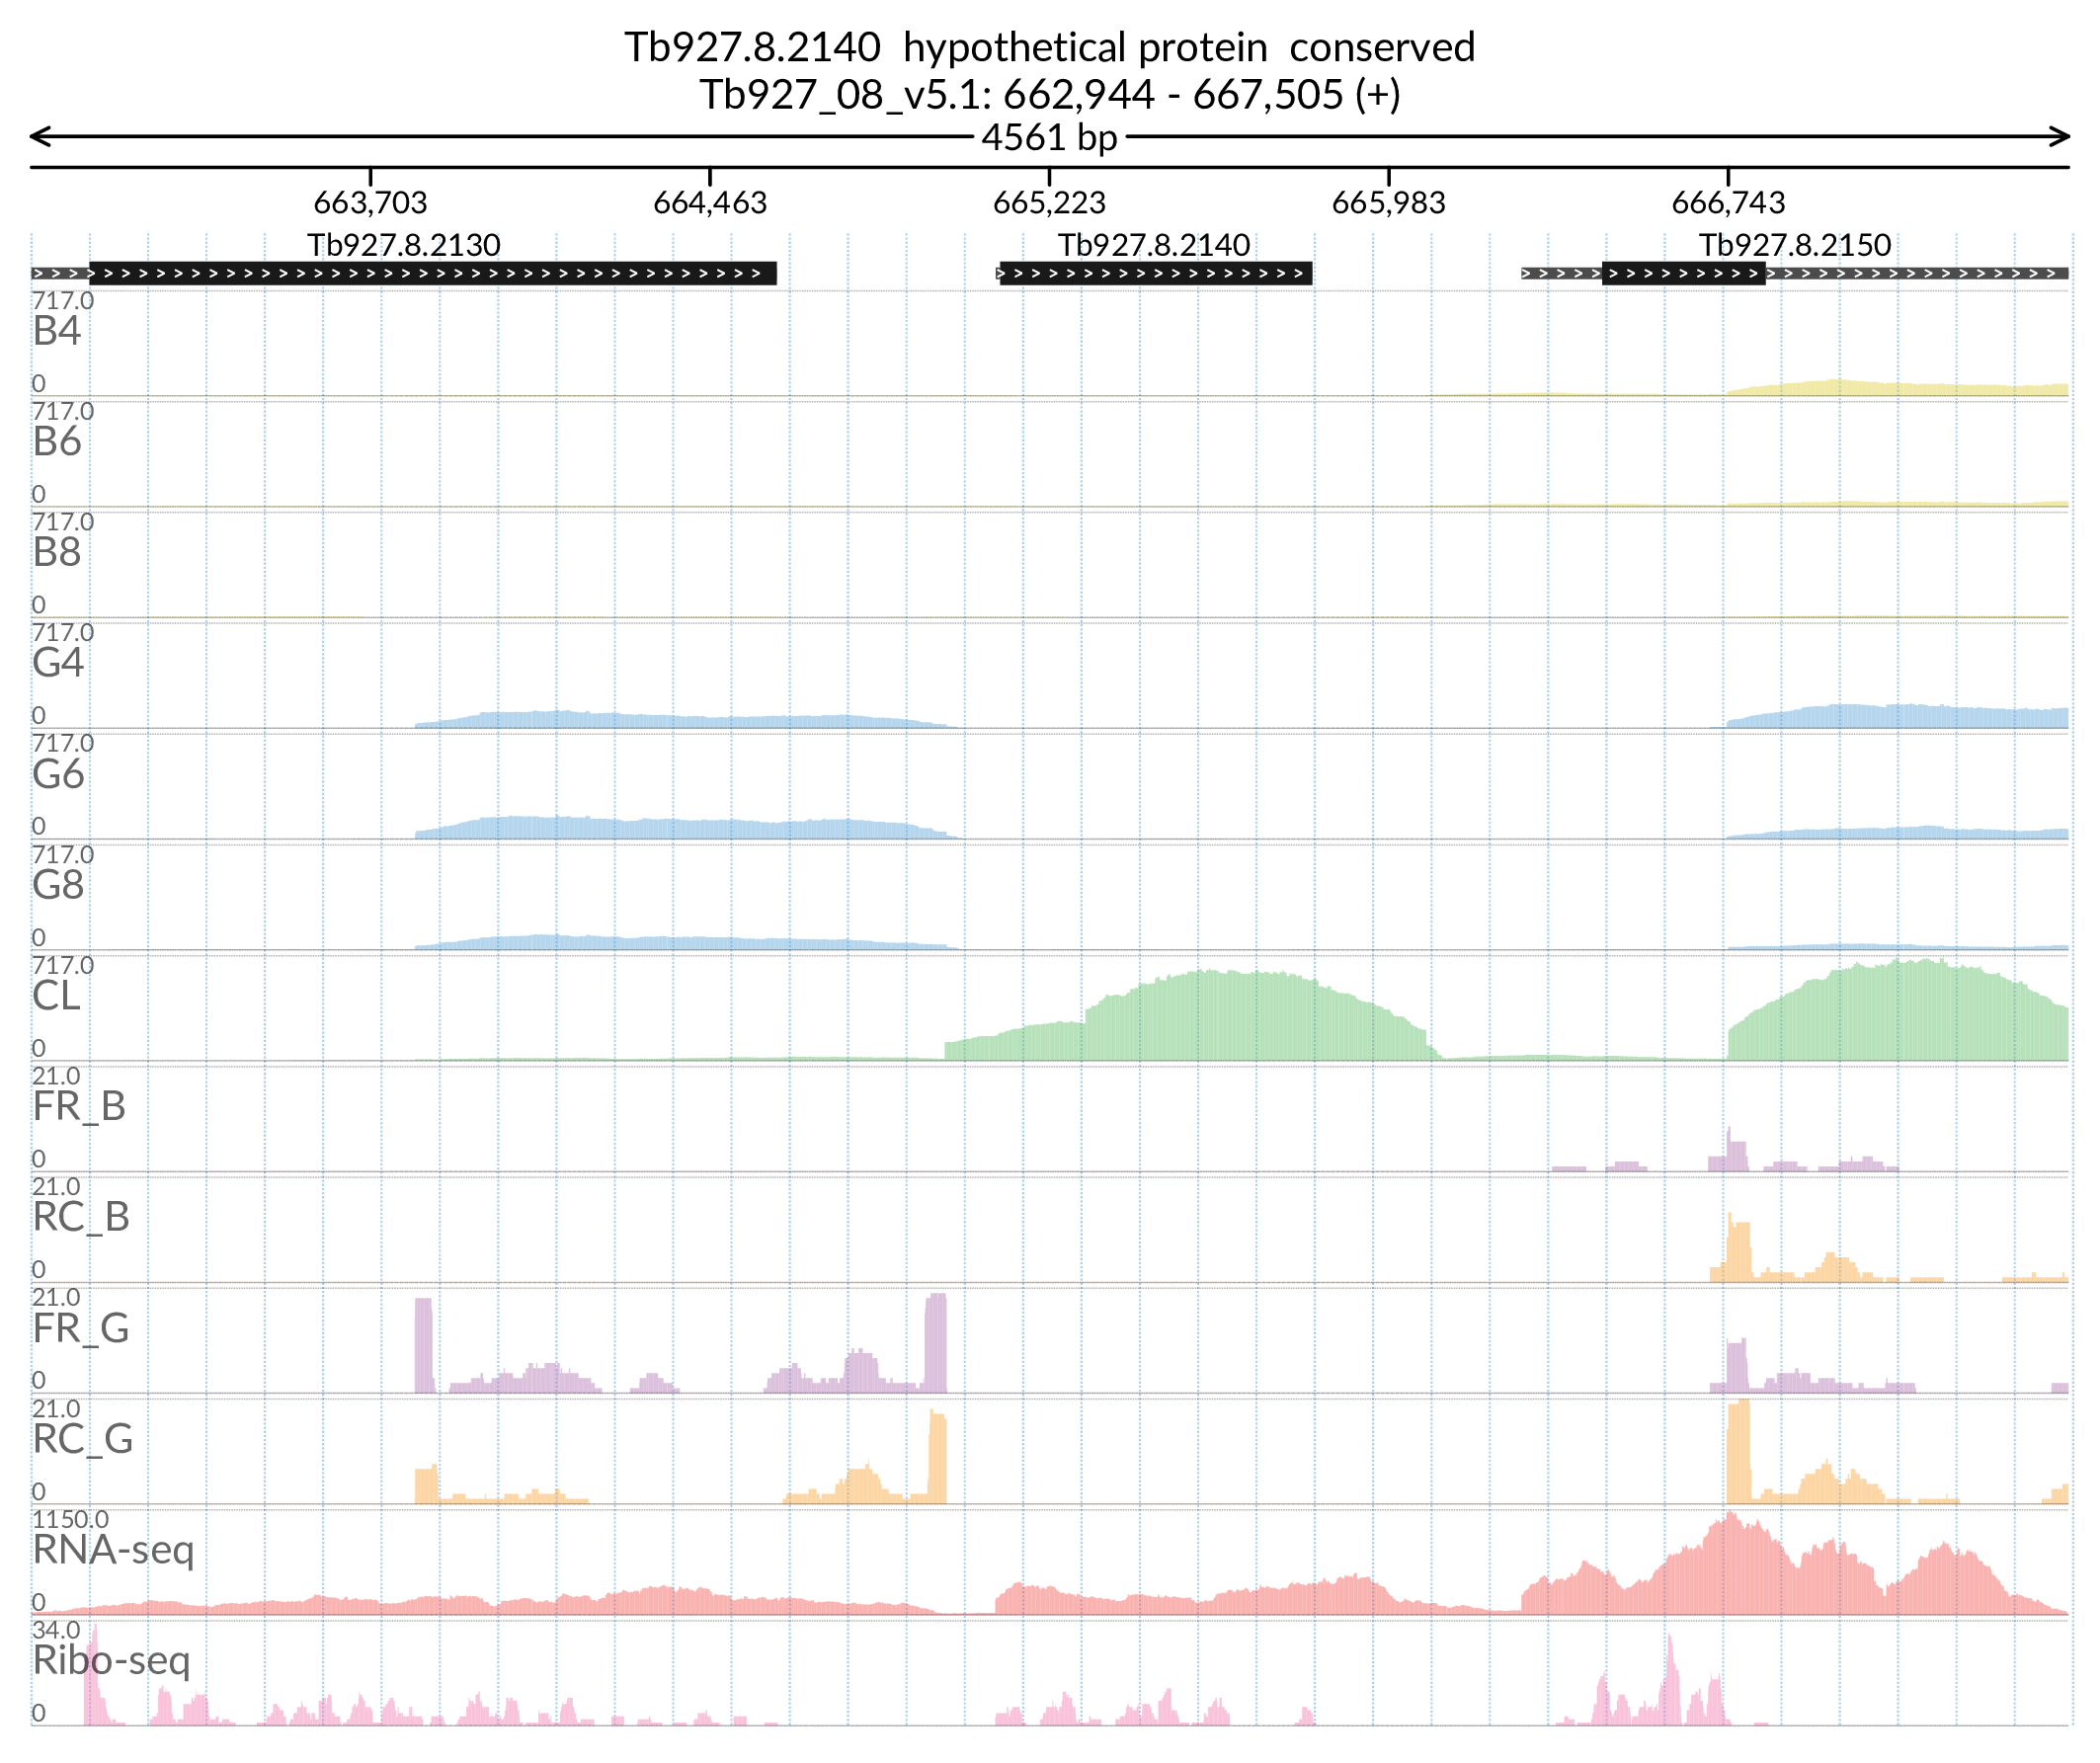 Tb927.8.2140 hypothetical protein conserved
Tb927_08_v5.1: 662,944 - 667,505 (+)
4561 bp
663,703 664,463 665,223 665,983 666,743
Tb927.8.2130 Tb927.8.2140 Tb927.8.2150
717.0
B4
0
717.0
B6
0
717.0
B8
0
717.0
G4
0
717.0
G6
0
717.0
G8
0
717.0
CL
0
21.0
FR_B
0
21.0
RC_B
0
21.0
FR_G
0
21.0
RC_G
0
1150.0
RNA-seq
0
34.0
Ribo-seq
0